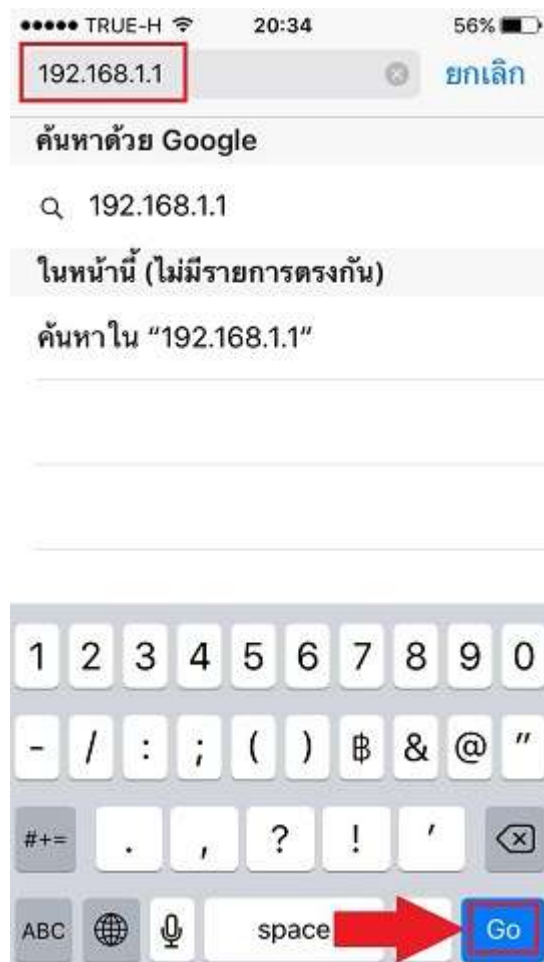 TRUE-H 20:34 56%
192.168.1.1 ยกเลิก
ค้นหาด้วย Google
192.168.1.1
ในหน้านี้ (ไม่มีรายการตรงกัน)
ค้นหาใน “192.168.1.1”
1 2 3 4 5 6 7 8 9 0
- / : ; ( ) ฿ & @ "
#+= . , ? ! '
ABC space Go